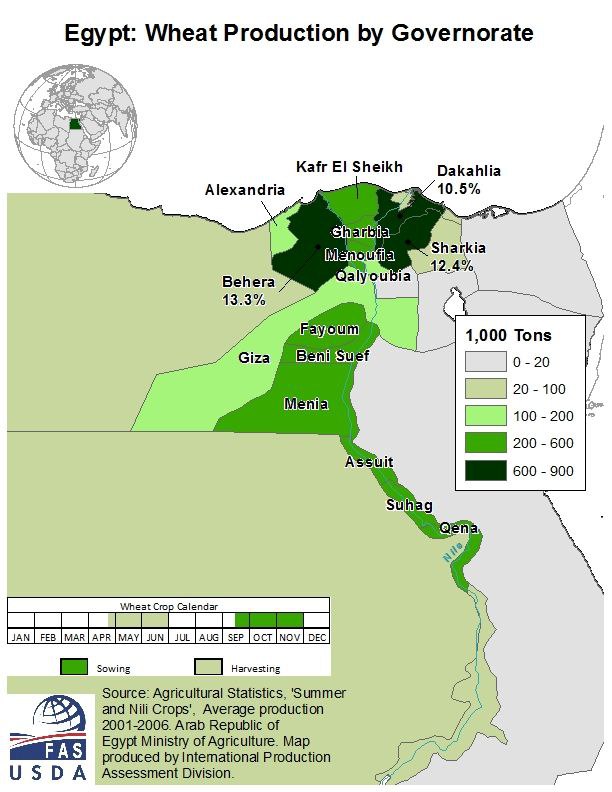 Egypt: Wheat Production by Governorate
Kafr El Sheikh
Dakahlia
10.5%
Alexandria
Gharbia
Menoufia
Sharkia
12.4%
Qalyoubia
Behera
13.3%
Fayoum
Giza
Beni Suef
Menia
Assuit
Suhag
Qena
Nile
1,000 Tons
0 - 20
20 - 100
100 - 200
200 - 600
600 - 900
Wheat Crop Calendar
JAN FEB MAR APR MAY JUN JUL AUG SEP OCT NOV DEC
Sowing Harvesting
Source: Agricultural Statistics, 'Summer
and Nili Crops', Average production
2001-2006. Arab Republic of
Egypt Ministry of Agriculture. Map
produced by International Production
Assessment Division.
FAS
USDA